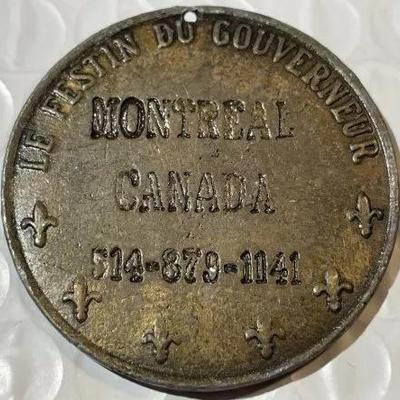 LE FESTIN DU GOUVERNEUR
MONTREAL
CANADA
514-879-1141